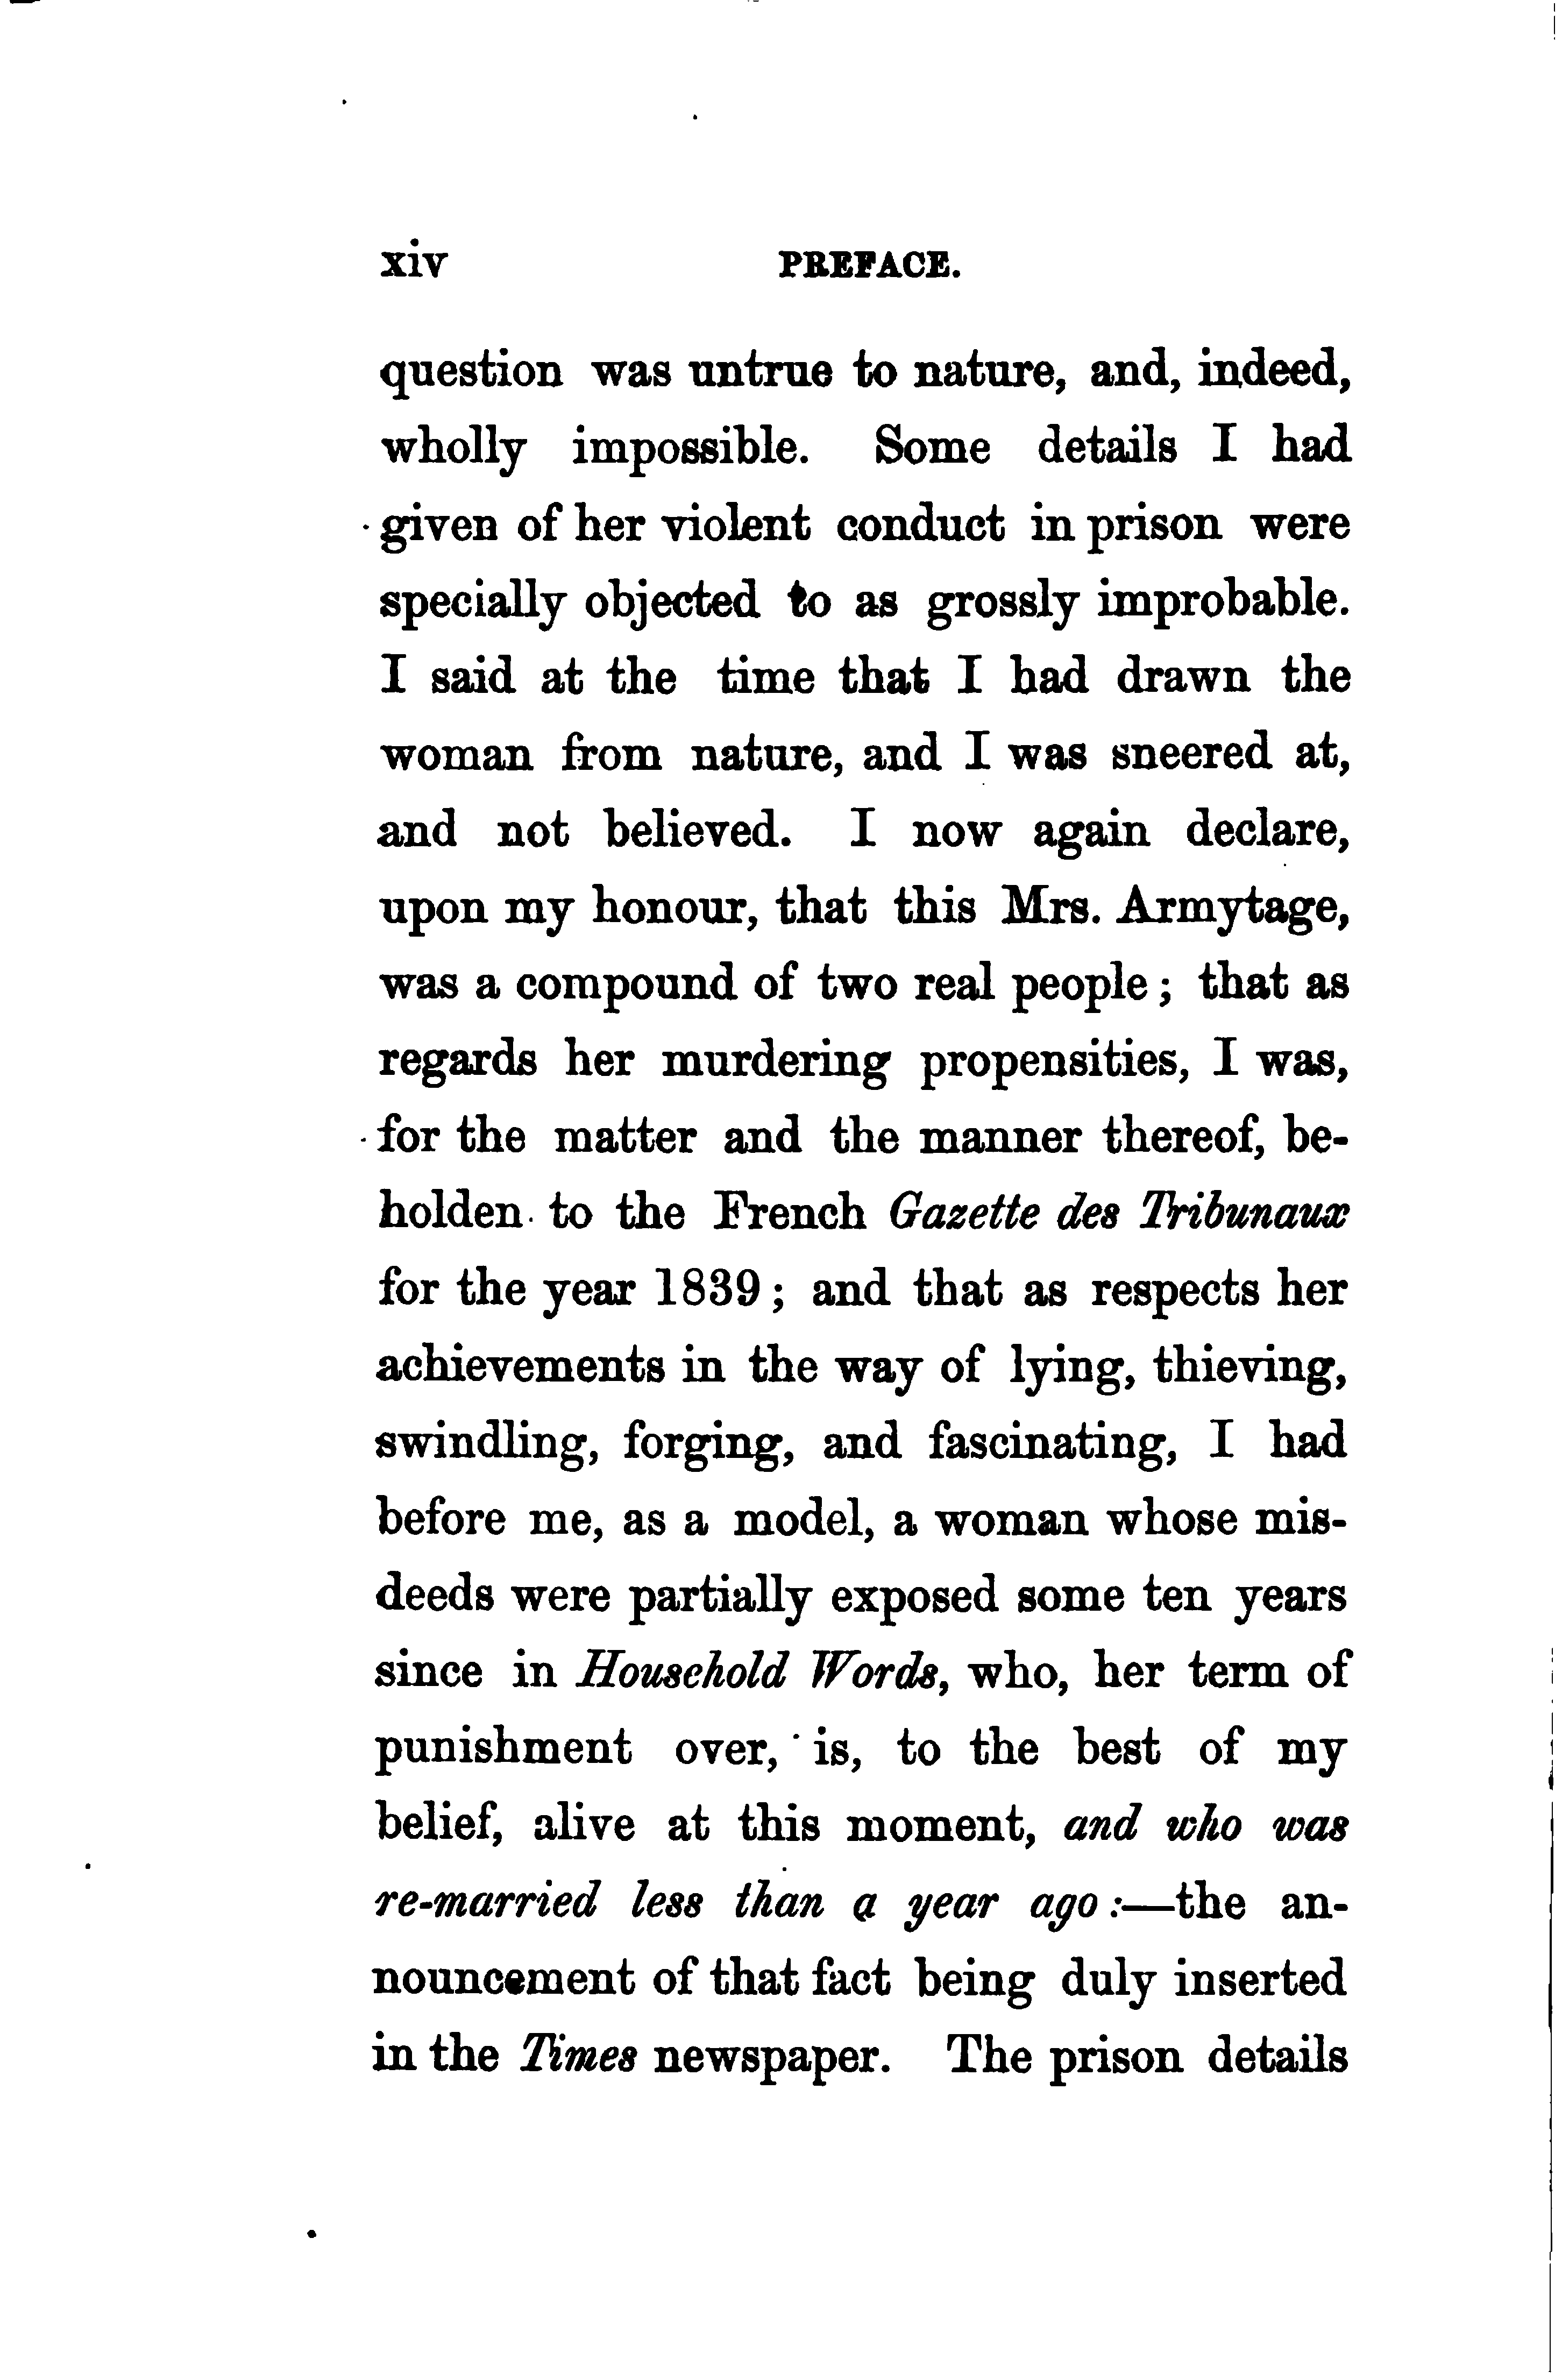 xiv PREFACE.
question was untrue to nature, and, indeed,
wholly impossible. Some details I had
given of her violent conduct in prison were
specially objected to as grossly improbable.
I said at the time that I had drawn the
woman from nature, and I was sneered at,
and not believed. I now again declare,
upon my honour, that this Mrs. Armytage,
was a compound of two real people; that as
regards her murdering propensities, I was,
for the matter and the manner thereof, be-
holden to the French Gazette des Tribunaux
for the year 1839; and that as respects her
achievements in the way of lying, thieving,
swindling, forging, and fascinating, I had
before me, as a model, a woman whose mis-
deeds were partially exposed some ten years
since in Household Words, who, her term of
punishment over, is, to the best of my
belief, alive at this moment, and who was
re-married less than a year ago:—the an-
nouncement of that fact being duly inserted
in the Times newspaper. The prison details